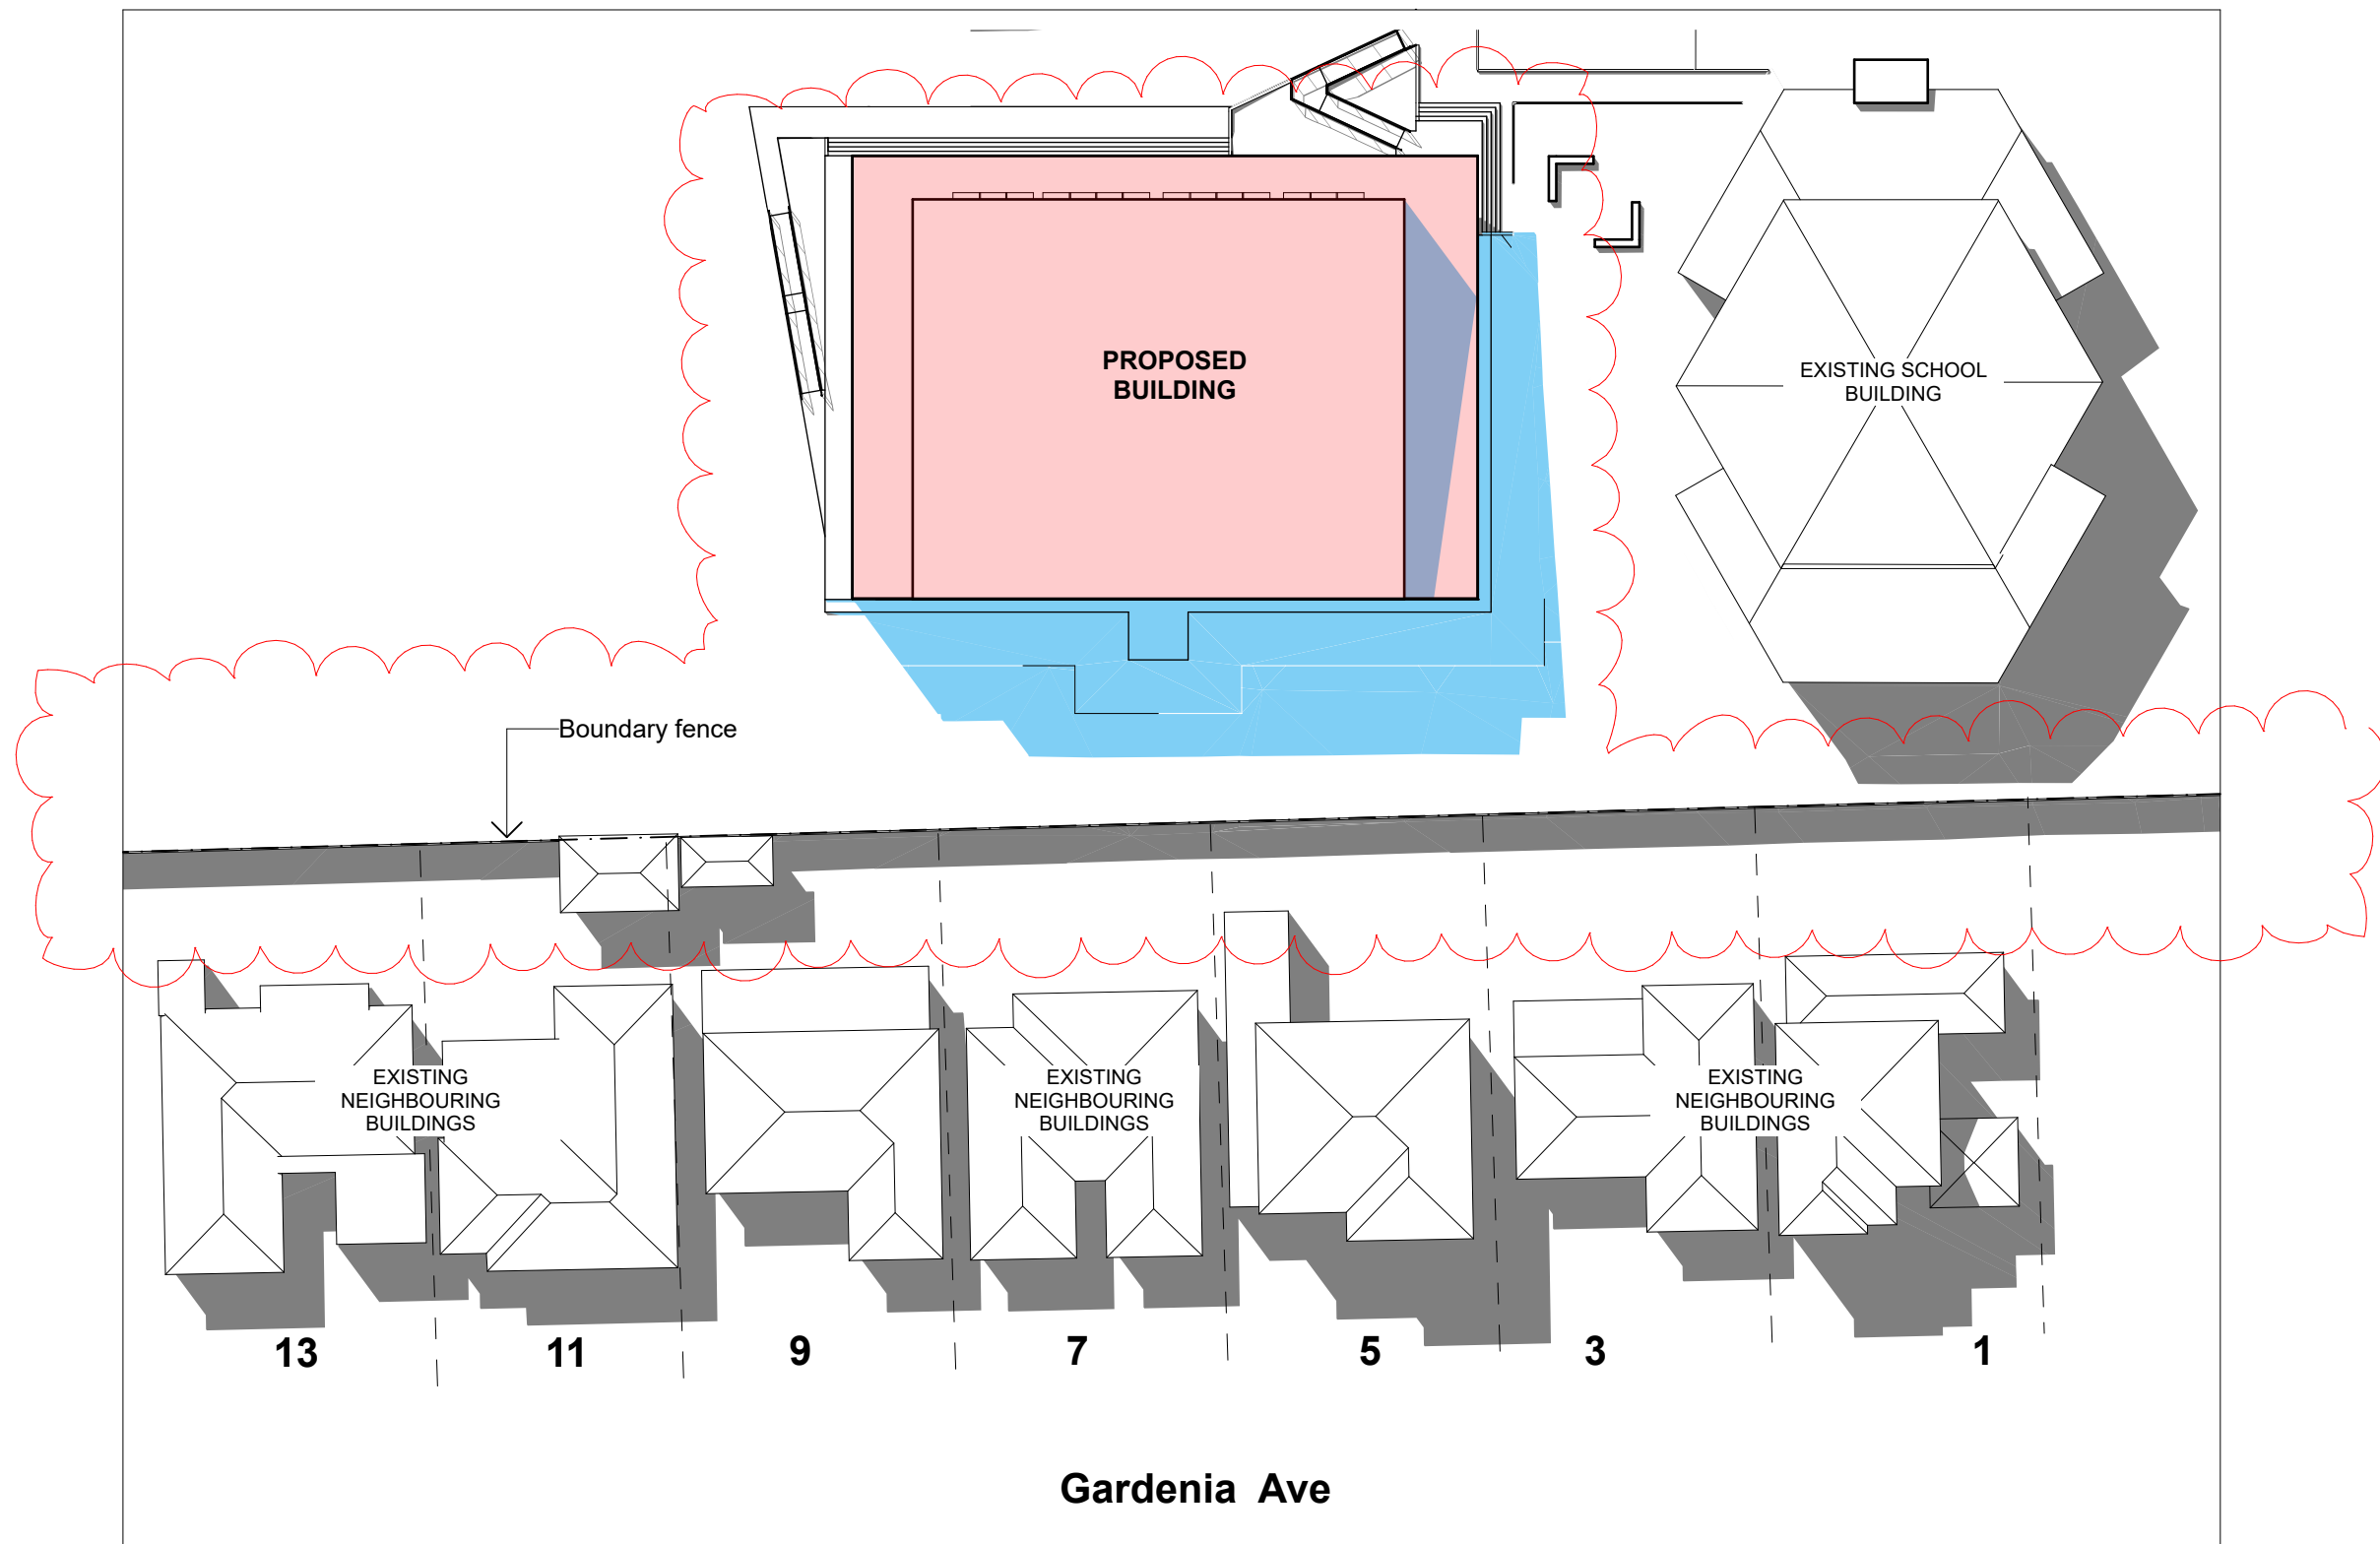 PROPOSED
BUILDING
EXISTING SCHOOL
BUILDING
Boundary fence
EXISTING
NEIGHBOURING
BUILDINGS
EXISTING
NEIGHBOURING
BUILDINGS
EXISTING
NEIGHBOURING
BUILDINGS
13
11
9
7
5
3
1
Gardenia Ave